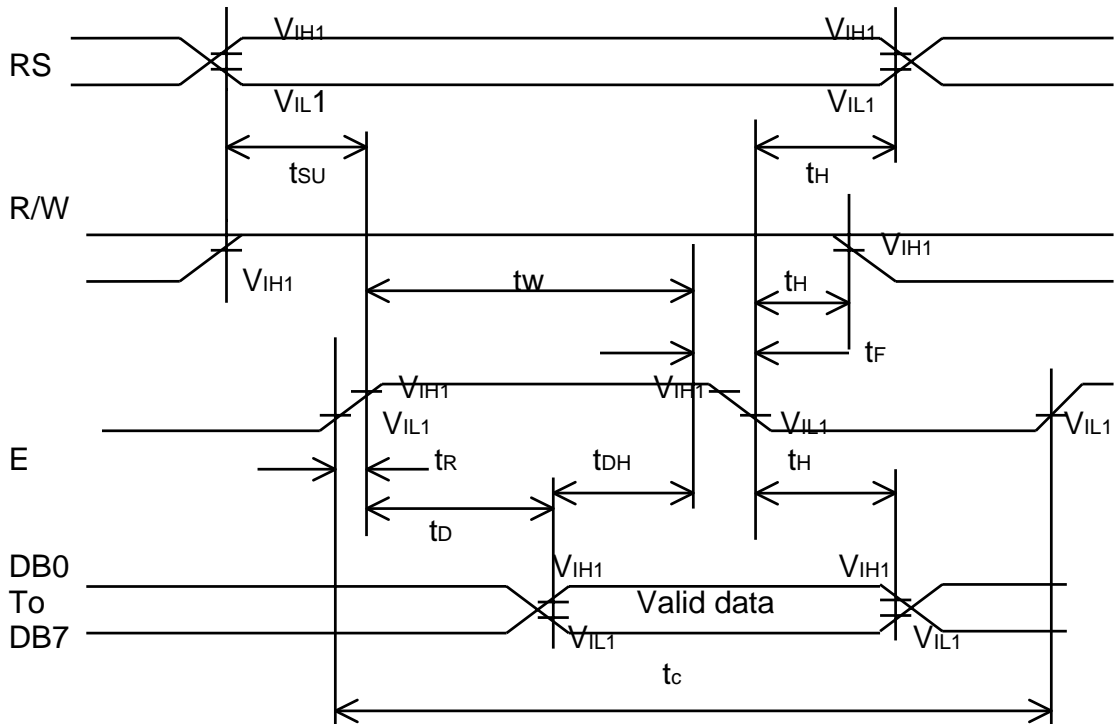 VIH1 VIH1
RS
VIL1 VIL1
tSU tH
R/W
VIH1
VIH1 tW tH
tF
VIH1 VIH1
VIL1 VIL1 VIL1
E tR tDH tH
tD
DB0 VIH1 VIH1
To Valid data
DB7 VIL1 VIL1
tc